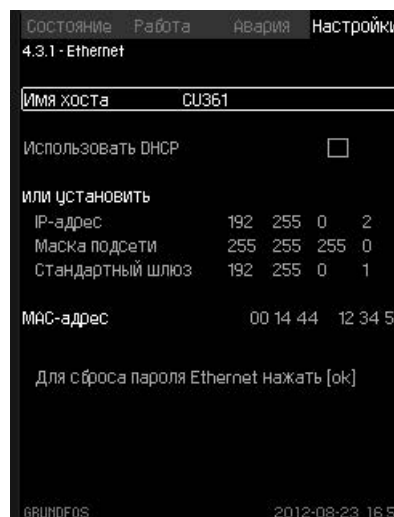 Состояние Работа Авария Настройки
4.3.1 - Ethernet
Имя хоста CU361
Использовать DHCP
или установить
IP-адрес 192 255 0 2
Маска подсети 255 255 255 0
Стандартный шлюз 192 255 0 1
MAC-адрес 00 14 44 12 34 5
Для сброса пароля Ethernet нажать [ok]
GRUNDFOS 2012-08-23 16:5